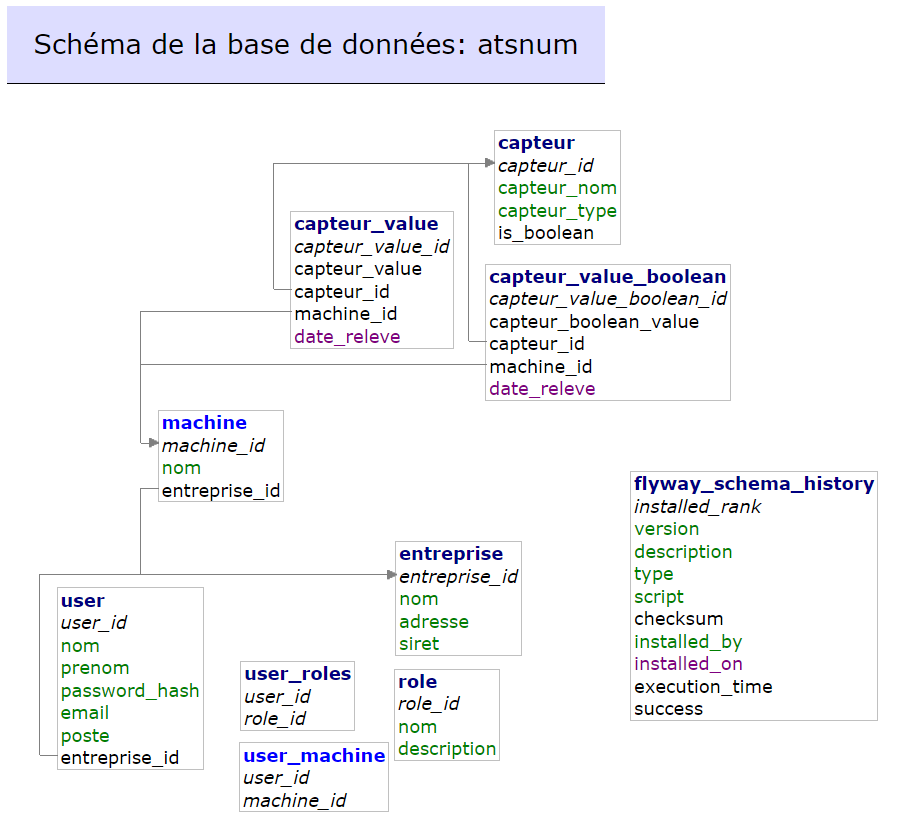 Schéma de la base de données: atsnum
capteur
capteur_id
capteur_nom
capteur_type
is_boolean
capteur_value
capteur_value_id
capteur_value
capteur_id
machine_id
date_releve
capteur_value_boolean
capteur_value_boolean_id
capteur_boolean_value
capteur_id
machine_id
date_releve
machine
machine_id
nom
entreprise_id
flyway_schema_history
installed_rank
version
description
type
script
checksum
installed_by
installed_on
execution_time
success
entreprise
entreprise_id
nom
adresse
siret
user
user_id
nom
prenom
password_hash
email
poste
entreprise_id
user_roles
user_id
role_id
role
role_id
nom
description
user_machine
user_id
machine_id